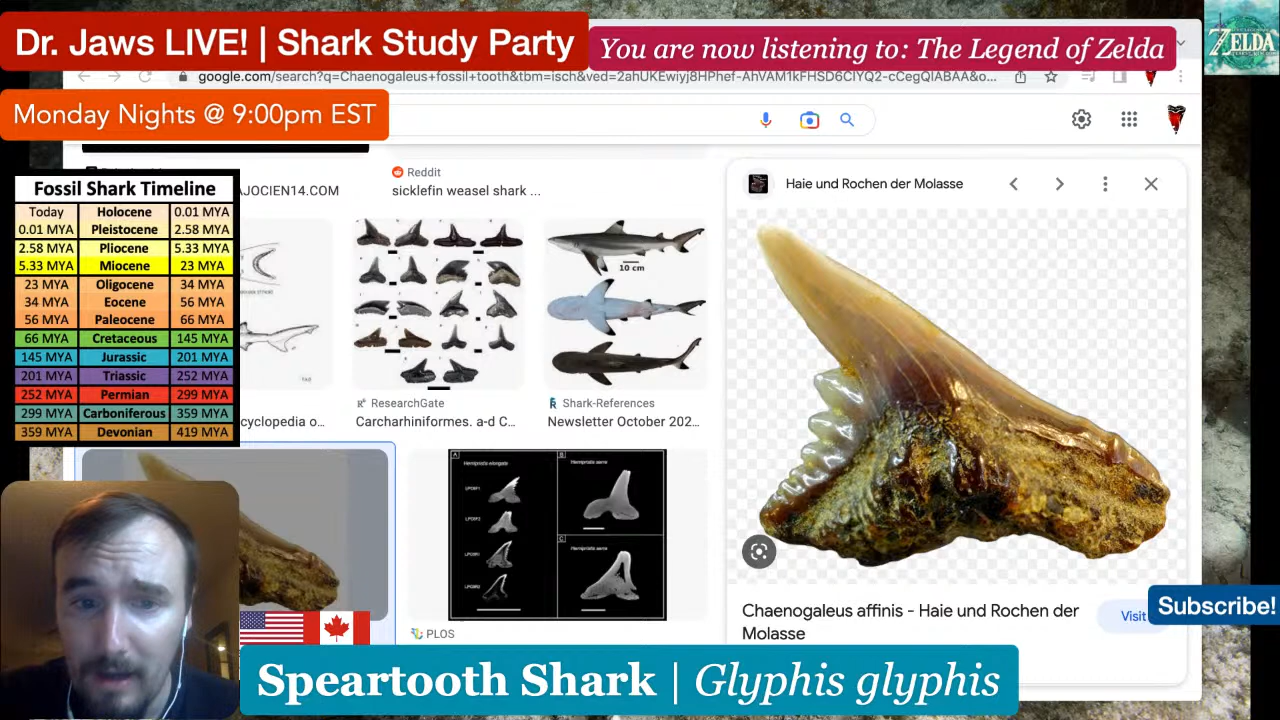 Dr. Jaws LIVE! | Shark Study Party
You are now listening to: The Legend of Zelda
ZELDA
google.com/search?q=Chaenogaleus+fossil+tooth&tbm=isch&ved=2ahUKEwiyj8HPhef-AhVAM1kFHSD6CIYQ2-cCegQIABAA&o...
Monday Nights @ 9:00pm EST
Reddit
AJOCIEN14.COM
sicklefin weasel shark ...
Haie und Rochen der Molasse
Fossil Shark Timeline
Today Holocene 0.01 MYA
0.01 MYA Pleistocene 2.58 MYA
2.58 MYA Pliocene 5.33 MYA
5.33 MYA Miocene 23 MYA
23 MYA Oligocene 34 MYA
34 MYA Eocene 56 MYA
56 MYA Paleocene 66 MYA
66 MYA Cretaceous 145 MYA
145 MYA Jurassic 201 MYA
201 MYA Triassic 252 MYA
252 MYA Permian 299 MYA
299 MYA Carboniferous 359 MYA
359 MYA Devonian 419 MYA
10 cm
ResearchGate
Shark-References
cyclopedia o...
Carcharhiniformes. a-d C...
Newsletter October 202...
A
B
C
Hemipristis serra
Hemipristis serra
PLOS
Chaenogaleus affinis - Haie und Rochen der
Molasse
Visit
Subscribe!
Speartooth Shark | Glyphis glyphis